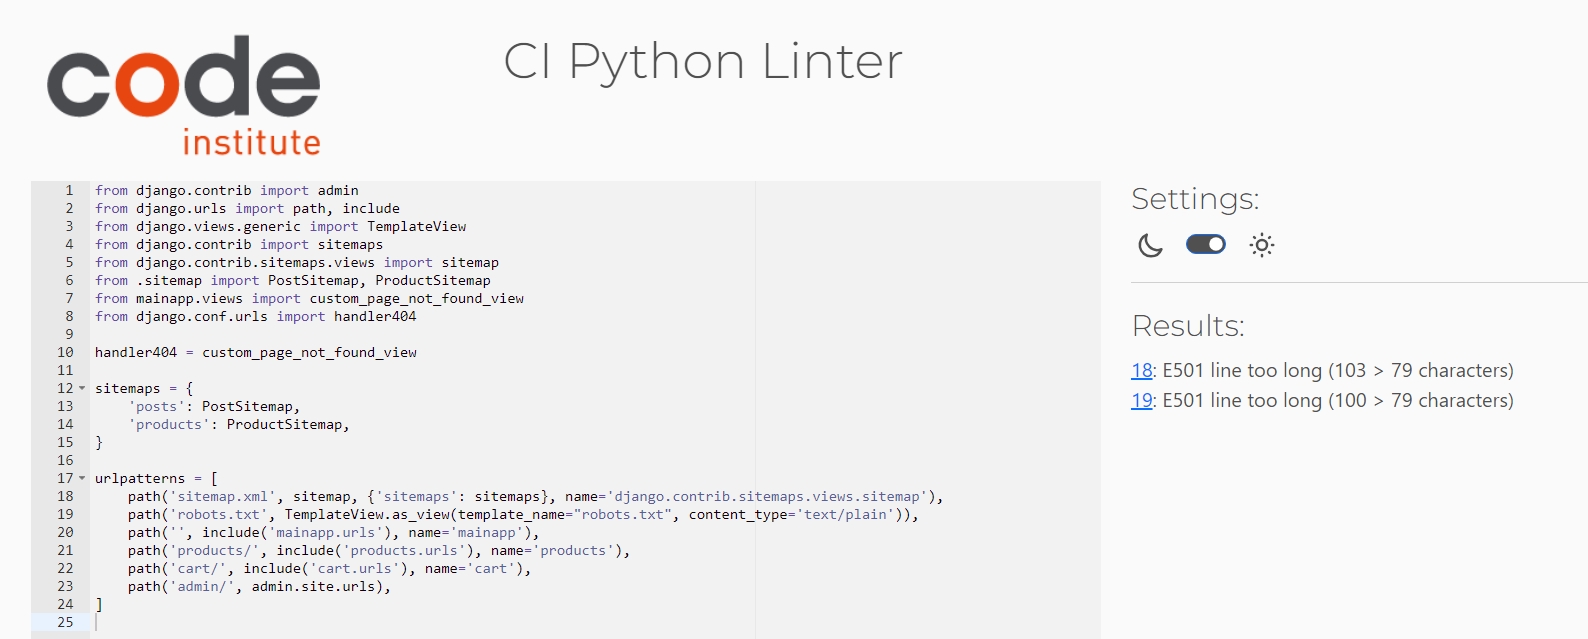 code
institute
CI Python Linter
1 from django.contrib import admin
2 from django.urls import path, include
3 from django.views.generic import TemplateView
4 from django.contrib import sitemaps
5 from django.contrib.sitemaps.views import sitemap
6 from .sitemap import PostSitemap, ProductSitemap
7 from mainapp.views import custom_page_not_found_view
8 from django.conf.urls import handler404
9
10 handler404 = custom_page_not_found_view
11
12 sitemaps = {
13     'posts': PostSitemap,
14     'products': ProductSitemap,
15 }
16
17 urlpatterns = [
18     path('sitemap.xml', sitemap, {'sitemaps': sitemaps}, name='django.contrib.sitemaps.views.sitemap'),
19     path('robots.txt', TemplateView.as_view(template_name="robots.txt", content_type='text/plain')),
20     path('', include('mainapp.urls'), name='mainapp'),
21     path('products/', include('products.urls'), name='products'),
22     path('cart/', include('cart.urls'), name='cart'),
23     path('admin/', admin.site.urls),
24 ]
25
Settings:
Results:
18: E501 line too long (103 > 79 characters)
19: E501 line too long (100 > 79 characters)